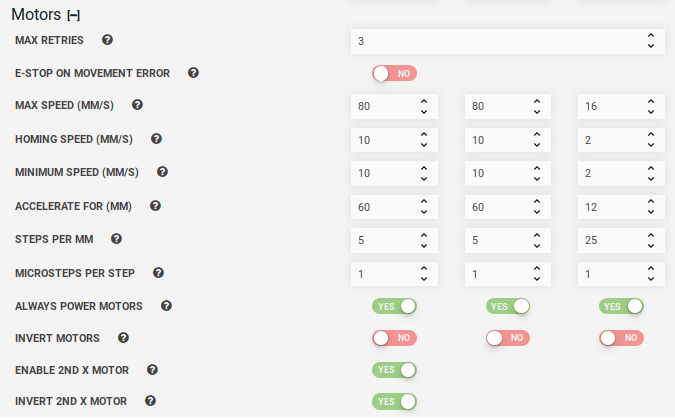 Motors [–]
MAX RETRIES ? 3
E-STOP ON MOVEMENT ERROR ? NO
MAX SPEED (MM/S) ? 80 80 16
HOMING SPEED (MM/S) ? 10 10 2
MINIMUM SPEED (MM/S) ? 10 10 2
ACCELERATE FOR (MM) ? 60 60 12
STEPS PER MM ? 5 5 25
MICROSTEPS PER STEP ? 1 1 1
ALWAYS POWER MOTORS ? YES YES YES
INVERT MOTORS ? NO NO NO
ENABLE 2ND X MOTOR ? YES
INVERT 2ND X MOTOR ? YES